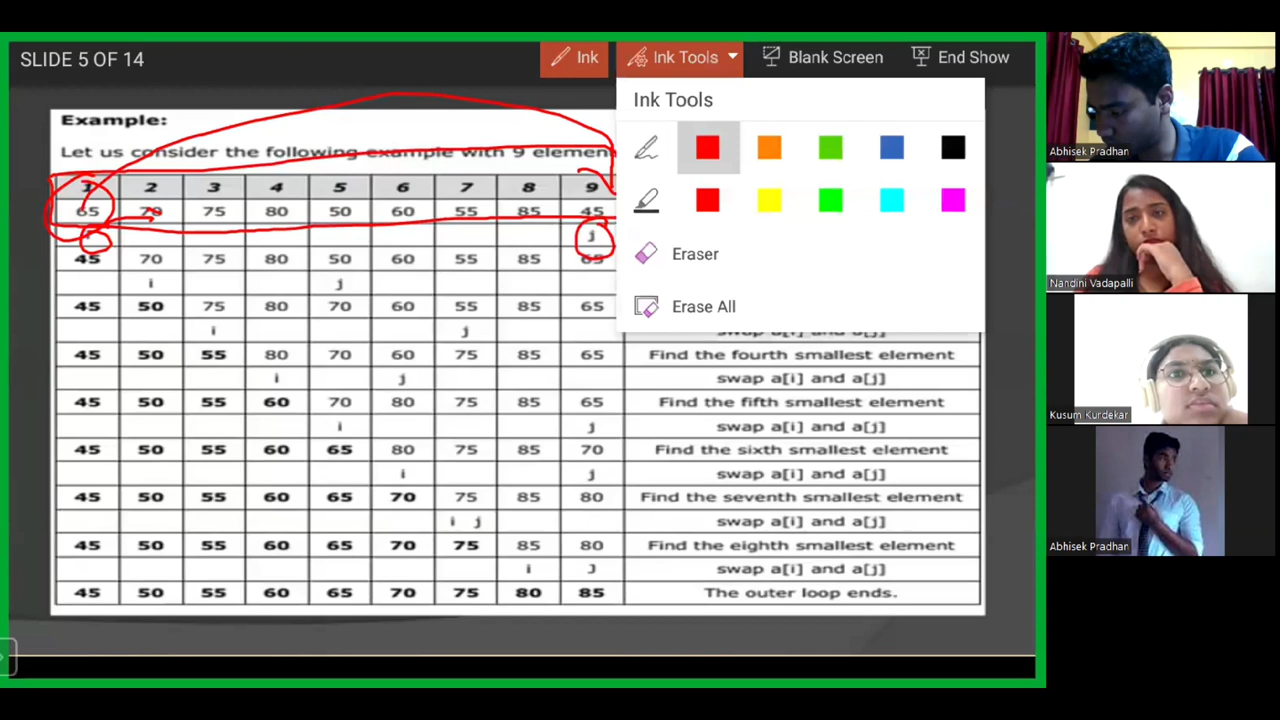 SLIDE 5 OF 14
Ink
Ink Tools
Blank Screen
End Show
Ink Tools
Eraser
Erase All
Example:
Let us consider the following example with 9 elemen
1 2 3 4 5 6 7 8 9
65 70 75 80 50 60 55 85 45
j
45 70 75 80 50 60 55 85 65
i j
45 50 75 80 70 60 55 85 65
i j swap a[i] and a[j]
45 50 55 80 70 60 75 85 65 Find the fourth smallest element
i j swap a[i] and a[j]
45 50 55 60 70 80 75 85 65 Find the fifth smallest element
i j swap a[i] and a[j]
45 50 55 60 65 80 75 85 70 Find the sixth smallest element
i j swap a[i] and a[j]
45 50 55 60 65 70 75 85 80 Find the seventh smallest element
i j swap a[i] and a[j]
45 50 55 60 65 70 75 85 80 Find the eighth smallest element
i J swap a[i] and a[j]
45 50 55 60 65 70 75 80 85 The outer loop ends.
Abhisek Pradhan
Nandini Vadapalli
Kusum Kurdekar
Abhisek Pradhan